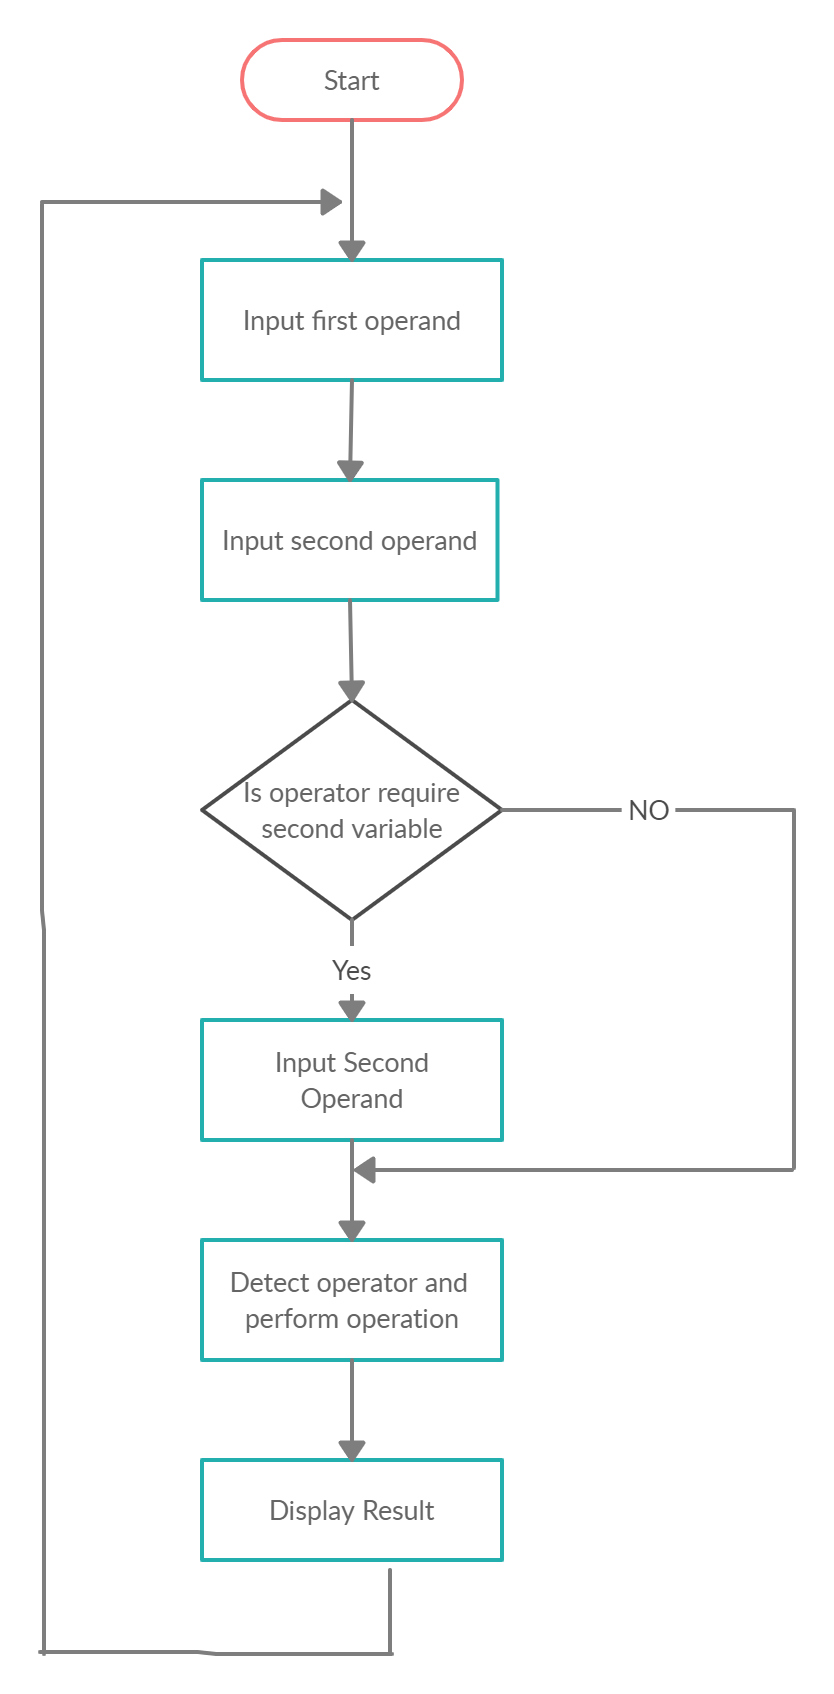 Start
Input first operand
Input second operand
Is operator require
second variable
NO
Yes
Input Second
Operand
Detect operator and
perform operation
Display Result